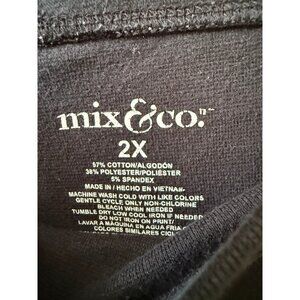 mix&co.™
2X
57% COTTON/ALGODÓN
38% POLYESTER/POLIÉSTER
5% SPANDEX
MADE IN / HECHO EN VIETNAM
MACHINE WASH COLD WITH LIKE COLORS
GENTLE CYCLE ONLY NON-CHLORINE
BLEACH WHEN NEEDED
TUMBLE DRY LOW COOL IRON IF NEEDED
DO NOT IRON ON PRINT/
LAVAR A MÁQUINA EN AGUA FRÍA
COLORES SIMILARES CICLO